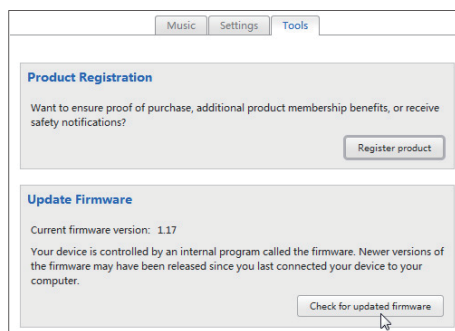 Music Settings Tools
Product Registration
Want to ensure proof of purchase, additional product membership benefits, or receive
safety notifications?
Register product
Update Firmware
Current firmware version: 1.17
Your device is controlled by an internal program called the firmware. Newer versions of
the firmware may have been released since you last connected your device to your
computer.
Check for updated firmware